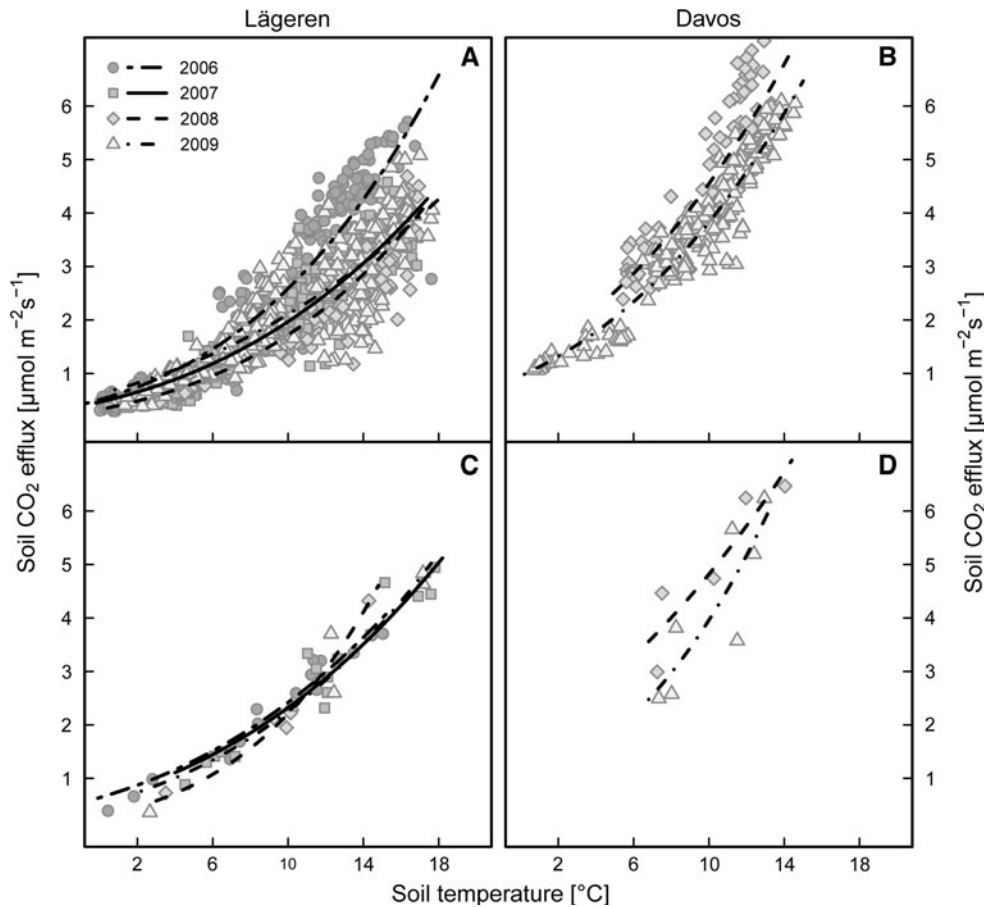 Lägeren
Davos
A
2006
2007
2008
2009
B
6
5
4
3
2
1
6
5
4
3
2
1
Soil CO₂ efflux [µmol m⁻²s⁻¹]
Soil CO₂ efflux [µmol m⁻²s⁻¹]
C
D
6
5
4
3
2
1
6
5
4
3
2
1
2 6 10 14 18
2 6 10 14 18
Soil temperature [°C]